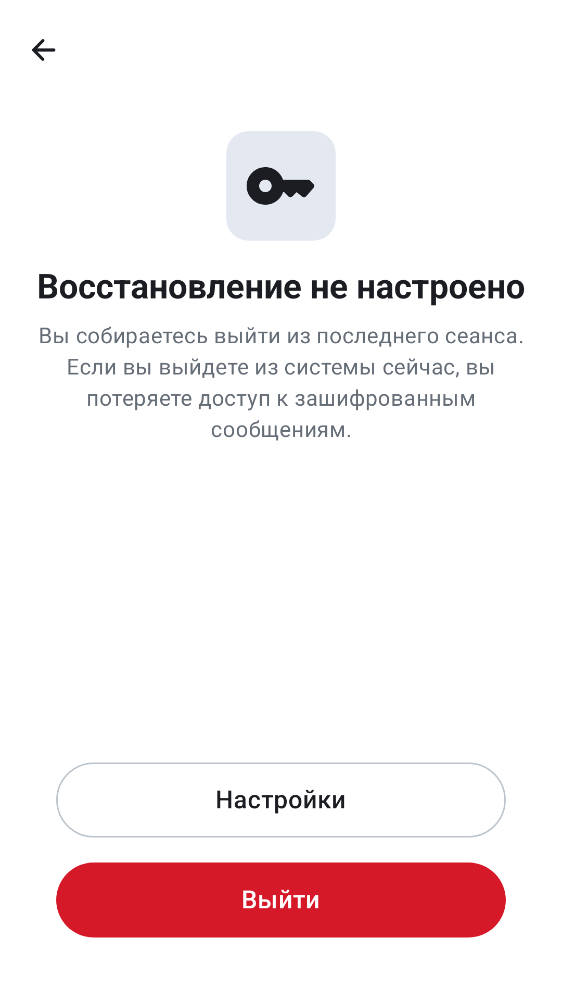 Восстановление не настроено
Вы собираетесь выйти из последнего сеанса.
Если вы выйдете из системы сейчас, вы
потеряете доступ к зашифрованным
сообщениям.
Настройки
Выйти